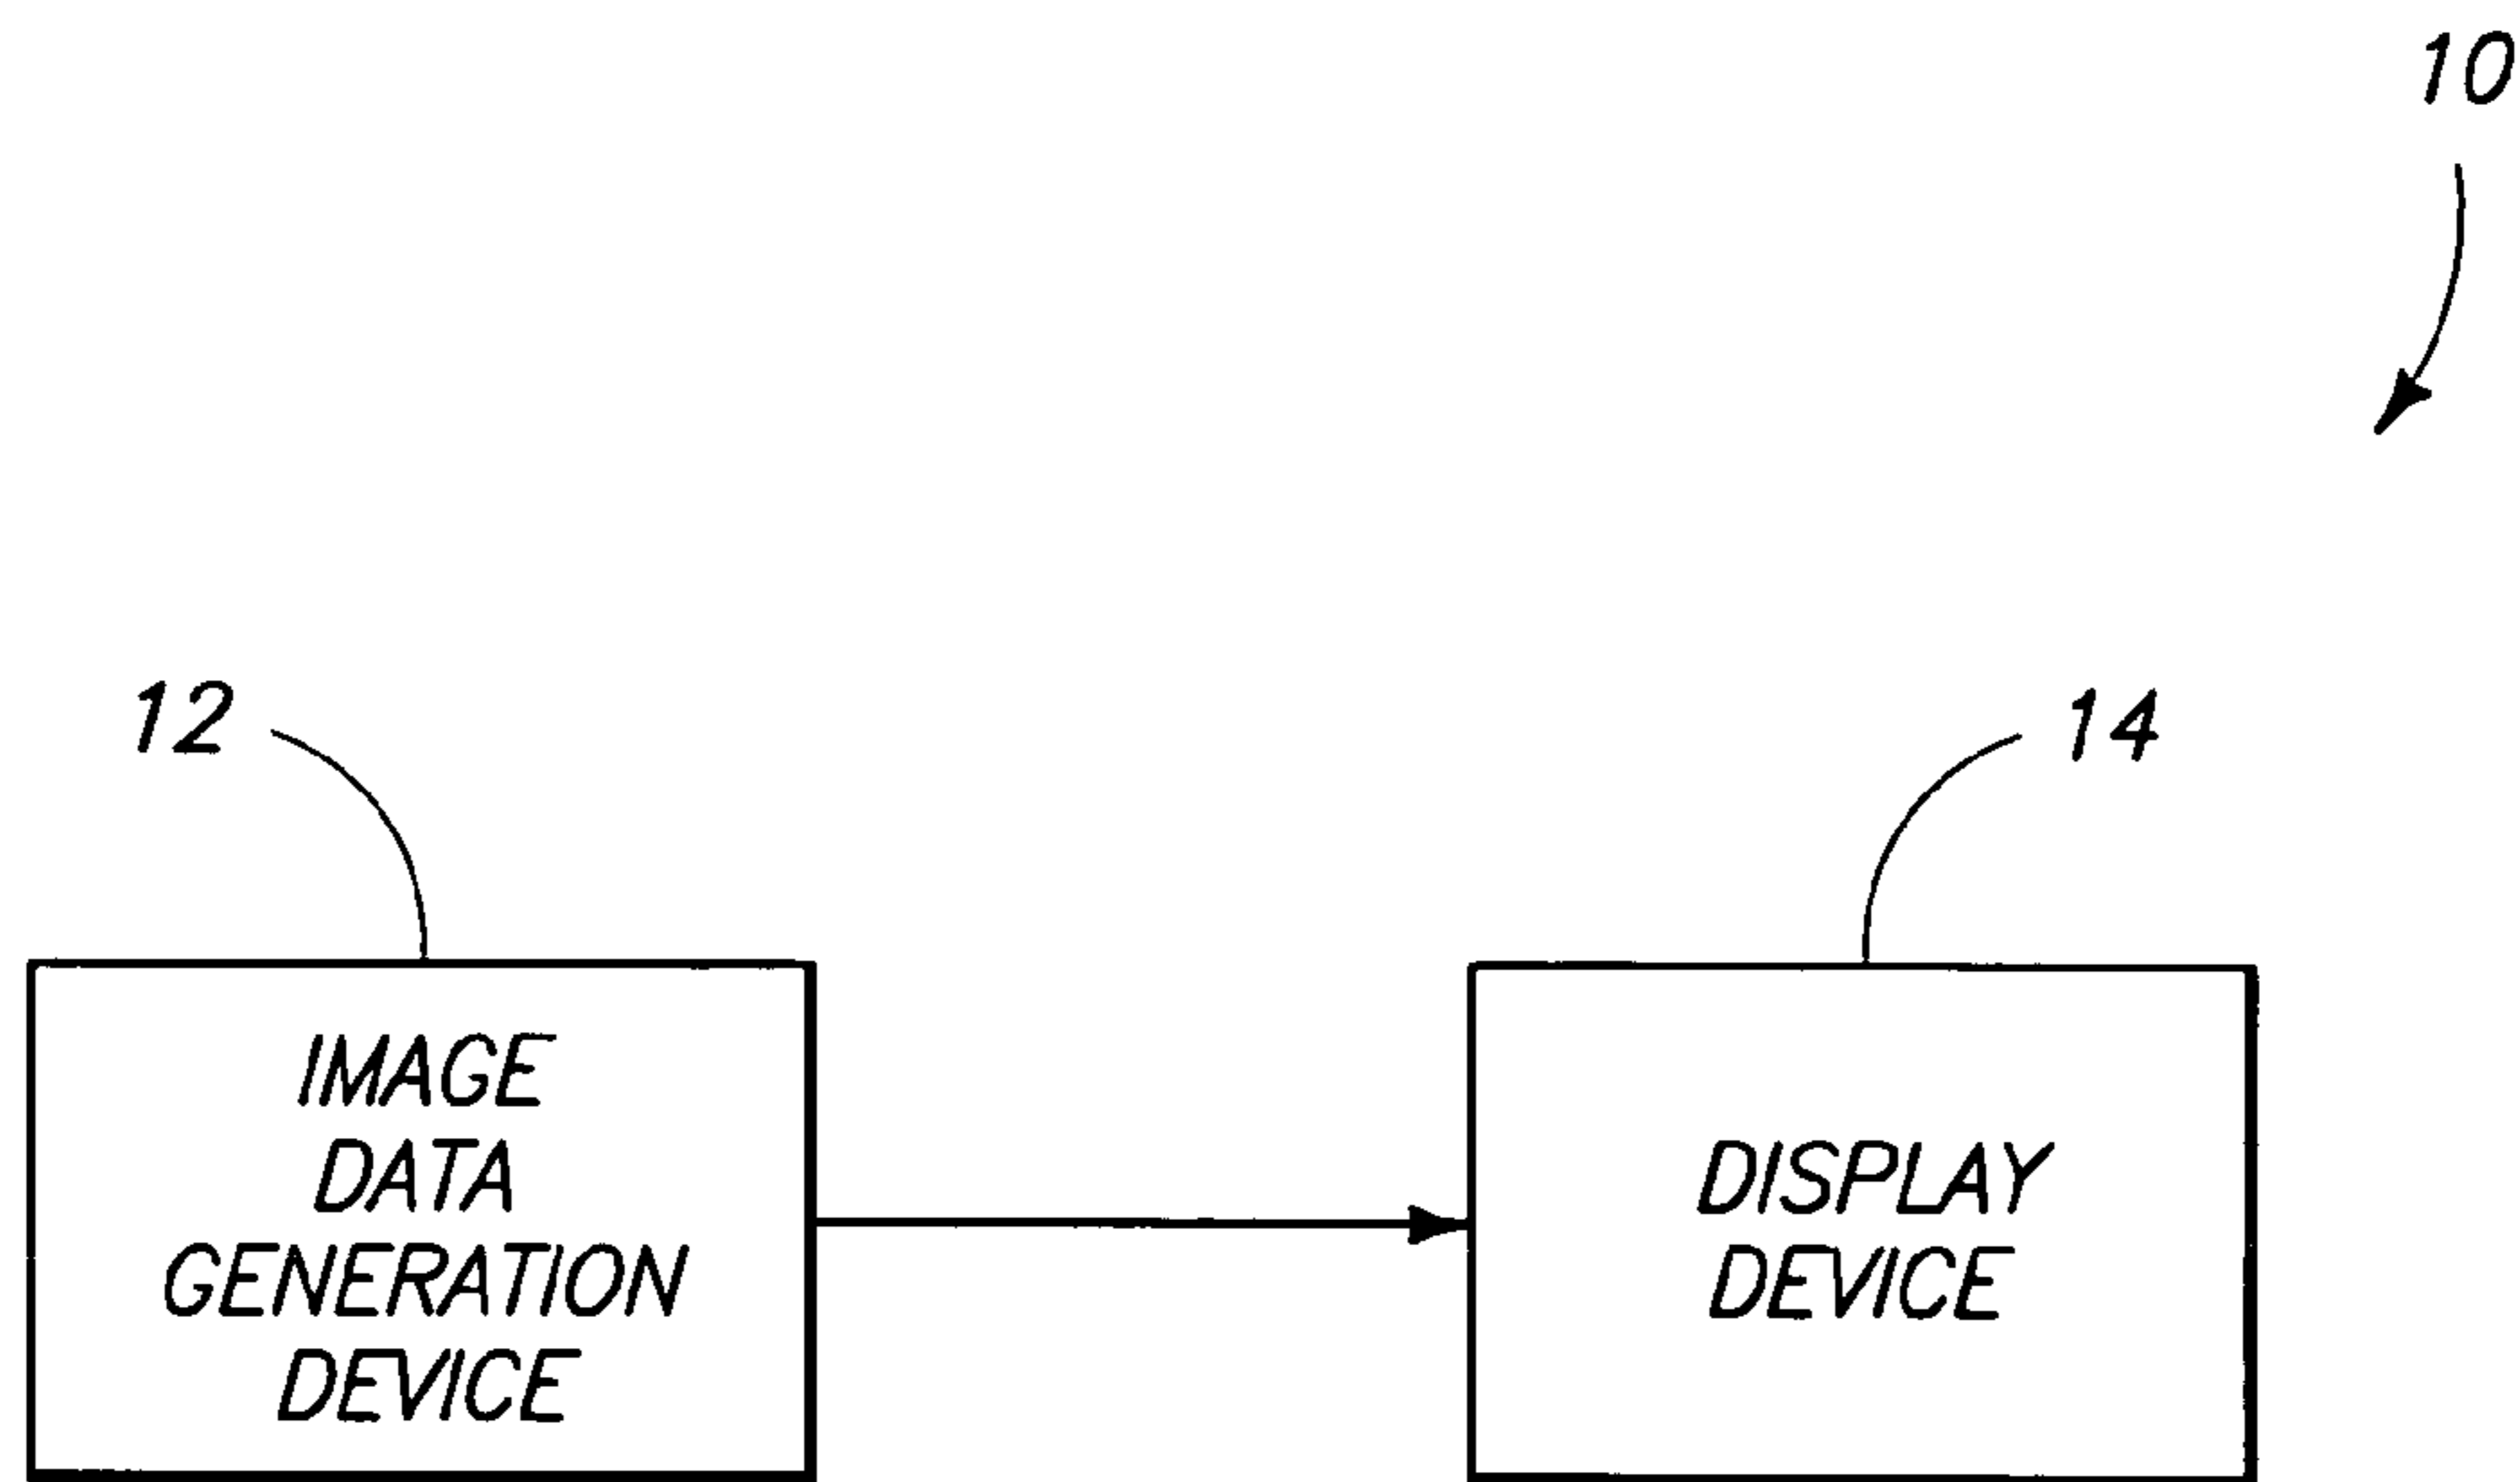 10
12
14
IMAGE
DATA
GENERATION
DEVICE
DISPLAY
DEVICE